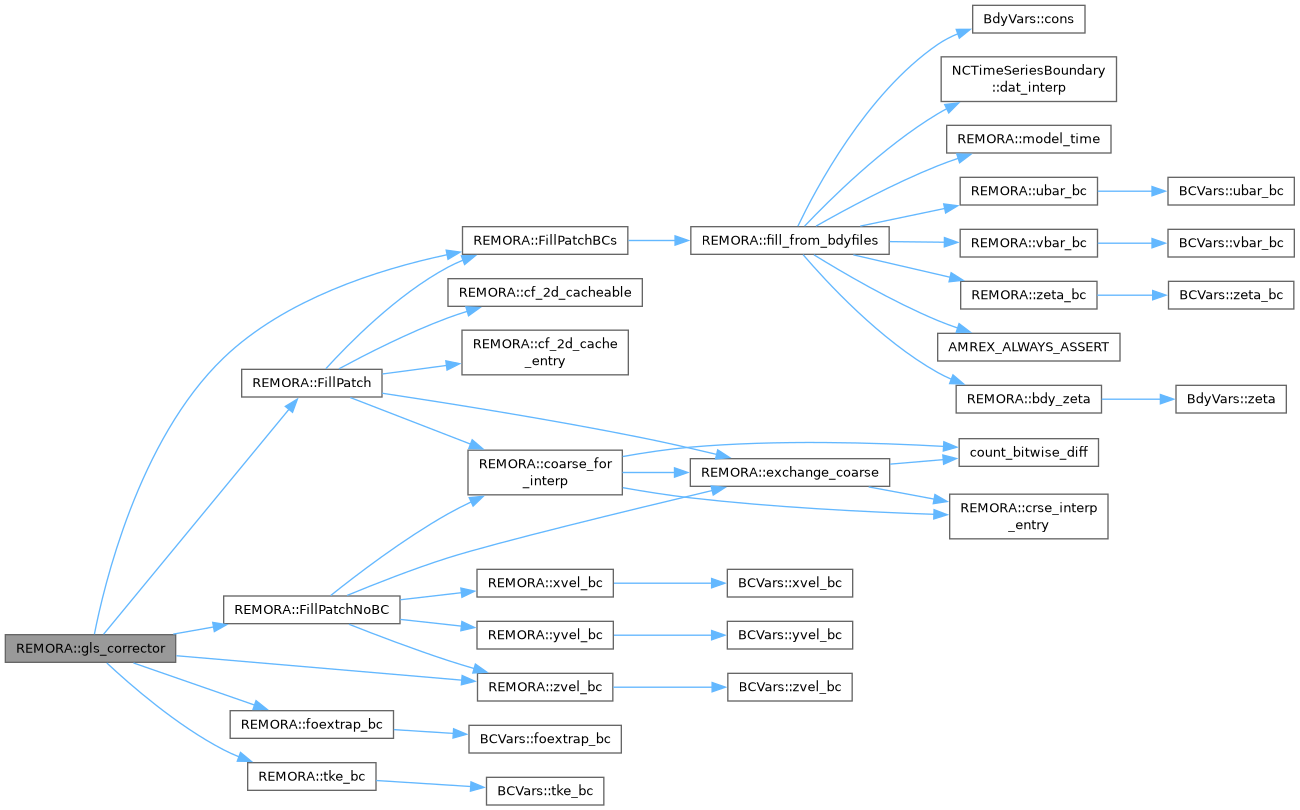 BdyVars::cons
NCTimeSeriesBoundary
::dat_interp
REMORA::model_time
REMORA::ubar_bc
BCVars::ubar_bc
REMORA::FillPatchBCs
REMORA::fill_from_bdyfiles
REMORA::vbar_bc
BCVars::vbar_bc
REMORA::cf_2d_cacheable
REMORA::zeta_bc
BCVars::zeta_bc
REMORA::cf_2d_cache
_entry
AMREX_ALWAYS_ASSERT
REMORA::FillPatch
REMORA::bdy_zeta
BdyVars::zeta
count_bitwise_diff
REMORA::coarse_for
_interp
REMORA::exchange_coarse
REMORA::crse_interp
_entry
REMORA::xvel_bc
BCVars::xvel_bc
REMORA::FillPatchNoBC
REMORA::yvel_bc
BCVars::yvel_bc
REMORA::gls_corrector
REMORA::zvel_bc
BCVars::zvel_bc
REMORA::foextrap_bc
BCVars::foextrap_bc
REMORA::tke_bc
BCVars::tke_bc